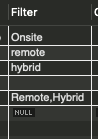 Filter
Onsite
remote
hybrid
Remote,Hybrid
NULL